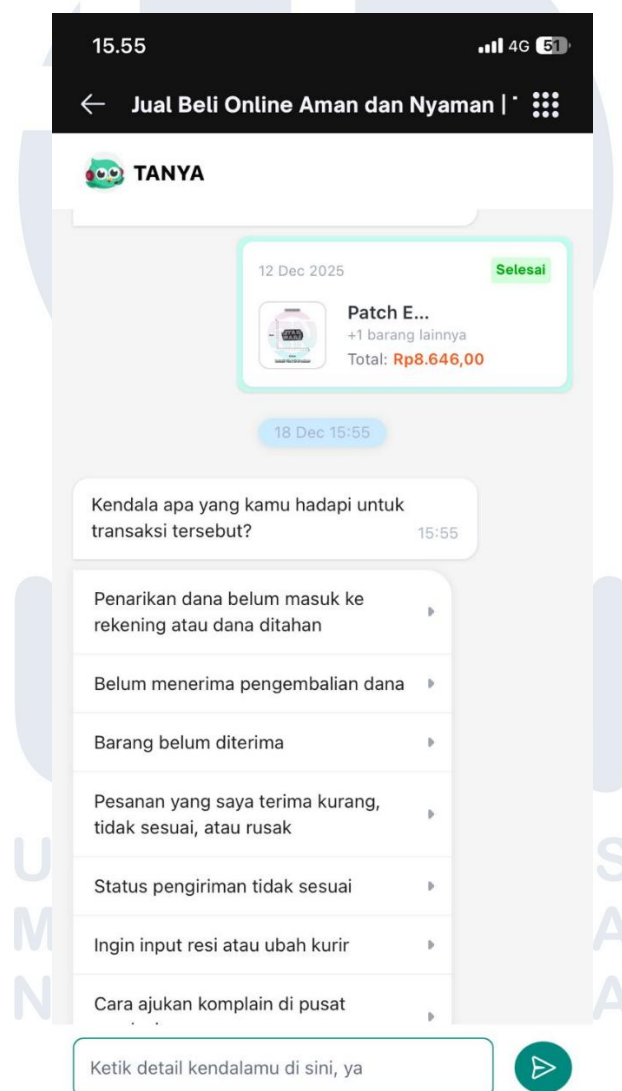 15.55
4G 51
Jual Beli Online Aman dan Nyaman |
TANYA
12 Dec 2025
Selesai
Patch E...
+1 barang lainnya
Total: Rp8.646,00
18 Dec 15:55
Kendala apa yang kamu hadapi untuk
transaksi tersebut?
15:55
Penarikan dana belum masuk ke
rekening atau dana ditahan
Belum menerima pengembalian dana
Barang belum diterima
Pesanan yang saya terima kurang,
tidak sesuai, atau rusak
Status pengiriman tidak sesuai
Ingin input resi atau ubah kurir
Cara ajukan komplain di pusat
Ketik detail kendalamu di sini, ya